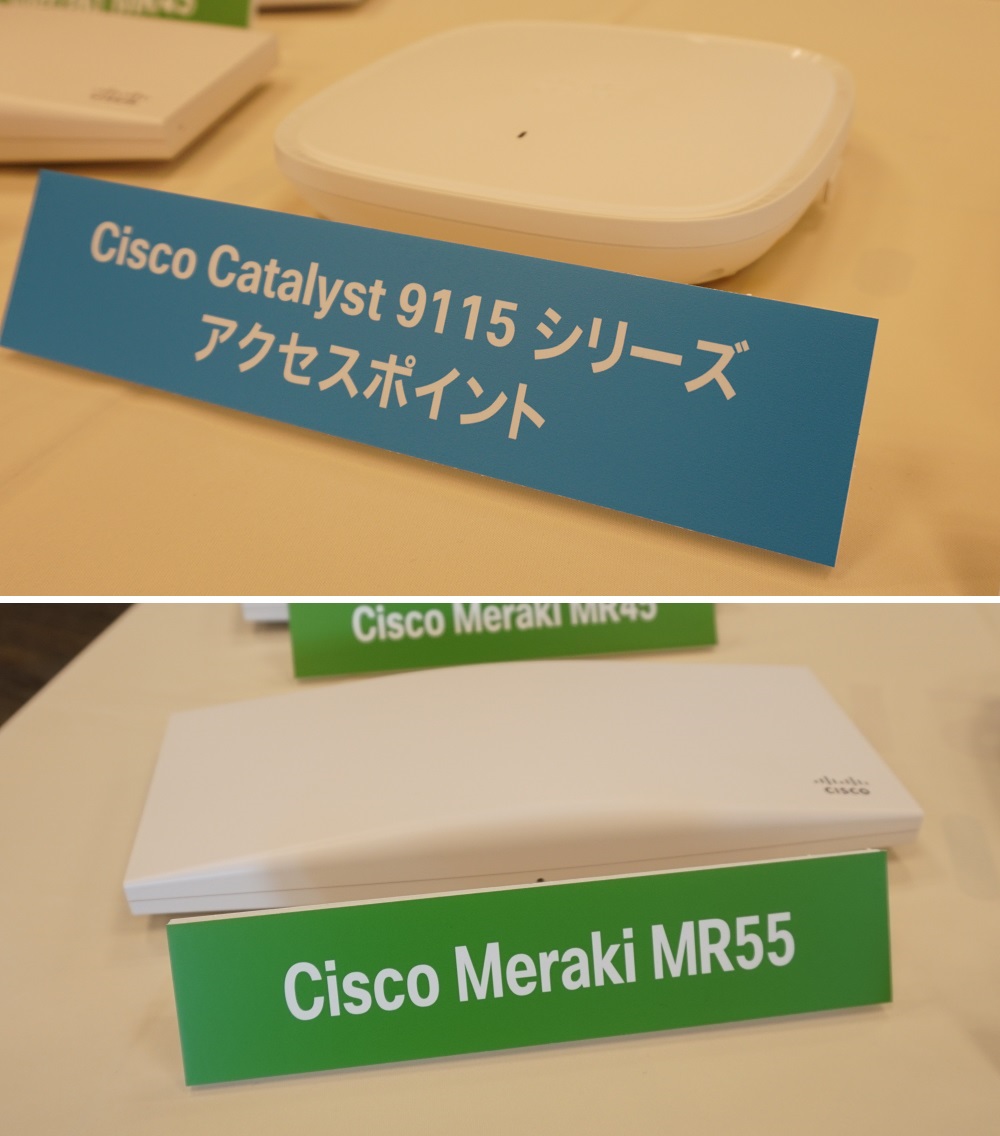 Cisco Catalyst 9115 シリーズ
アクセスポイント
Cisco Meraki MR45
CISCO
Cisco Meraki MR55